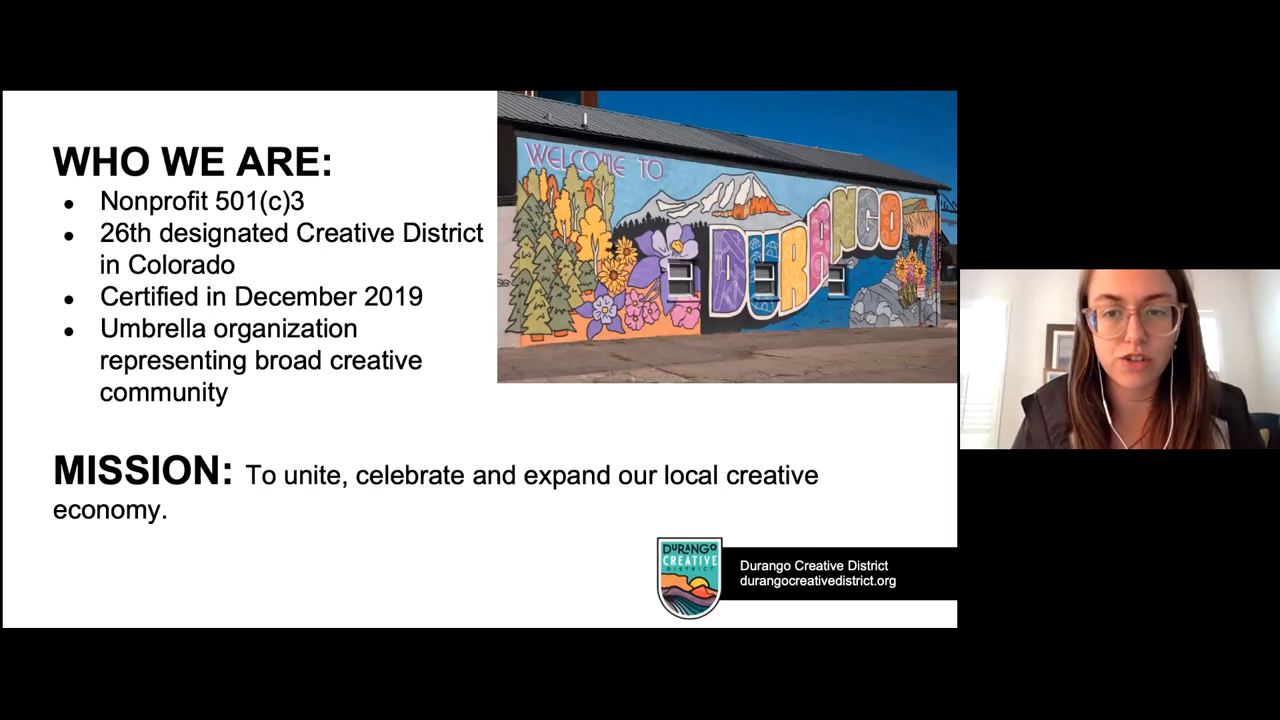 WHO WE ARE:
● Nonprofit 501(c)3
● 26th designated Creative District
in Colorado
● Certified in December 2019
● Umbrella organization
representing broad creative
community
WELCOME TO
DURANGO
MISSION: To unite, celebrate and expand our local creative
economy.
DURANGO
CREATIVE
DISTRICT
Durango Creative District
durangocreativedistrict.org